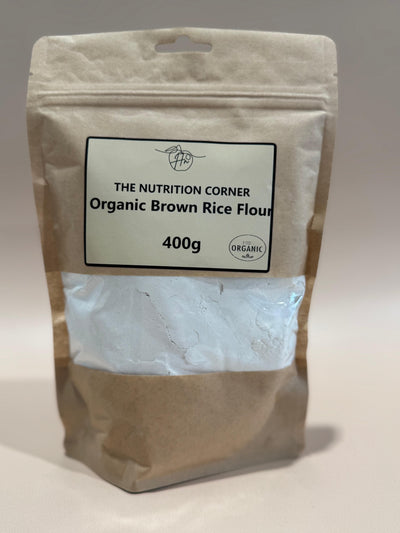 THE NUTRITION CORNER
Organic Brown Rice Flour
400g
ORGANIC